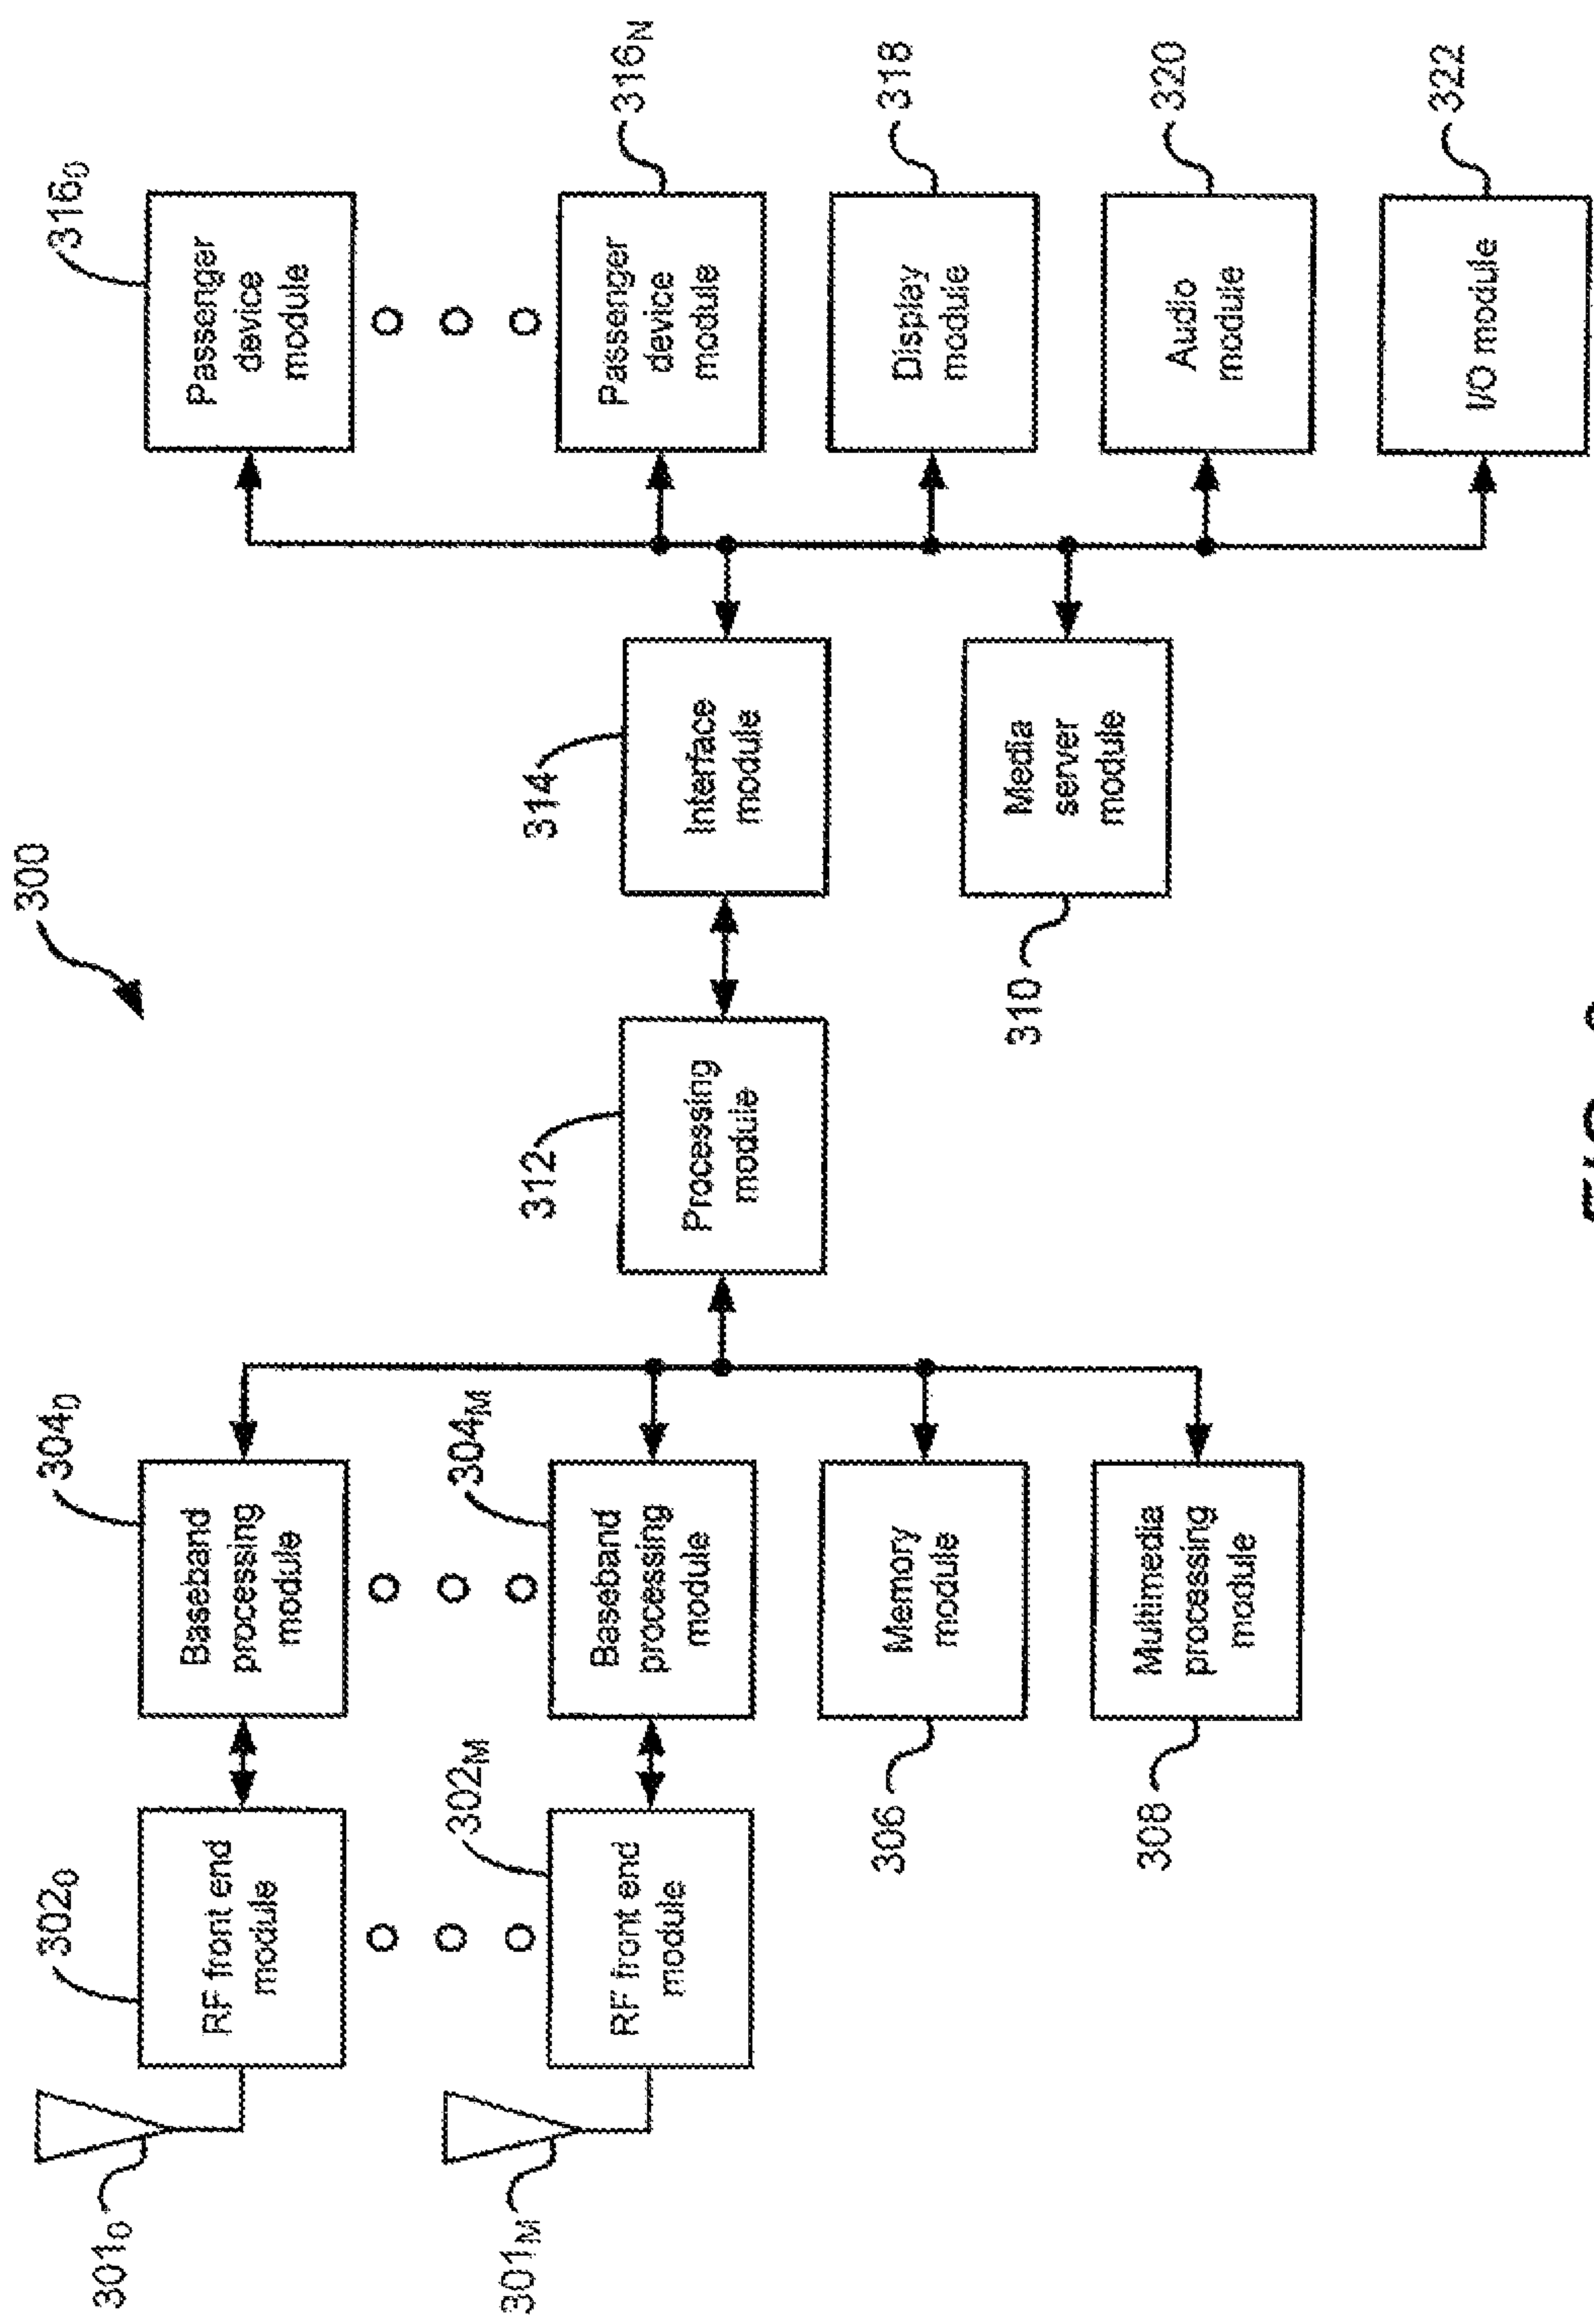 300
301₀
302₀
RF front end
module
304₀
Baseband
processing
module
316₀
Passenger
device
module
301M
302M
RF front end
module
304M
Baseband
processing
module
312
Processing
module
314
Interface
module
Passenger
device
module
316N
306
Memory
module
Display
module
318
308
Multimedia
processing
module
310
Media
server
module
Audio
module
320
I/O module
322